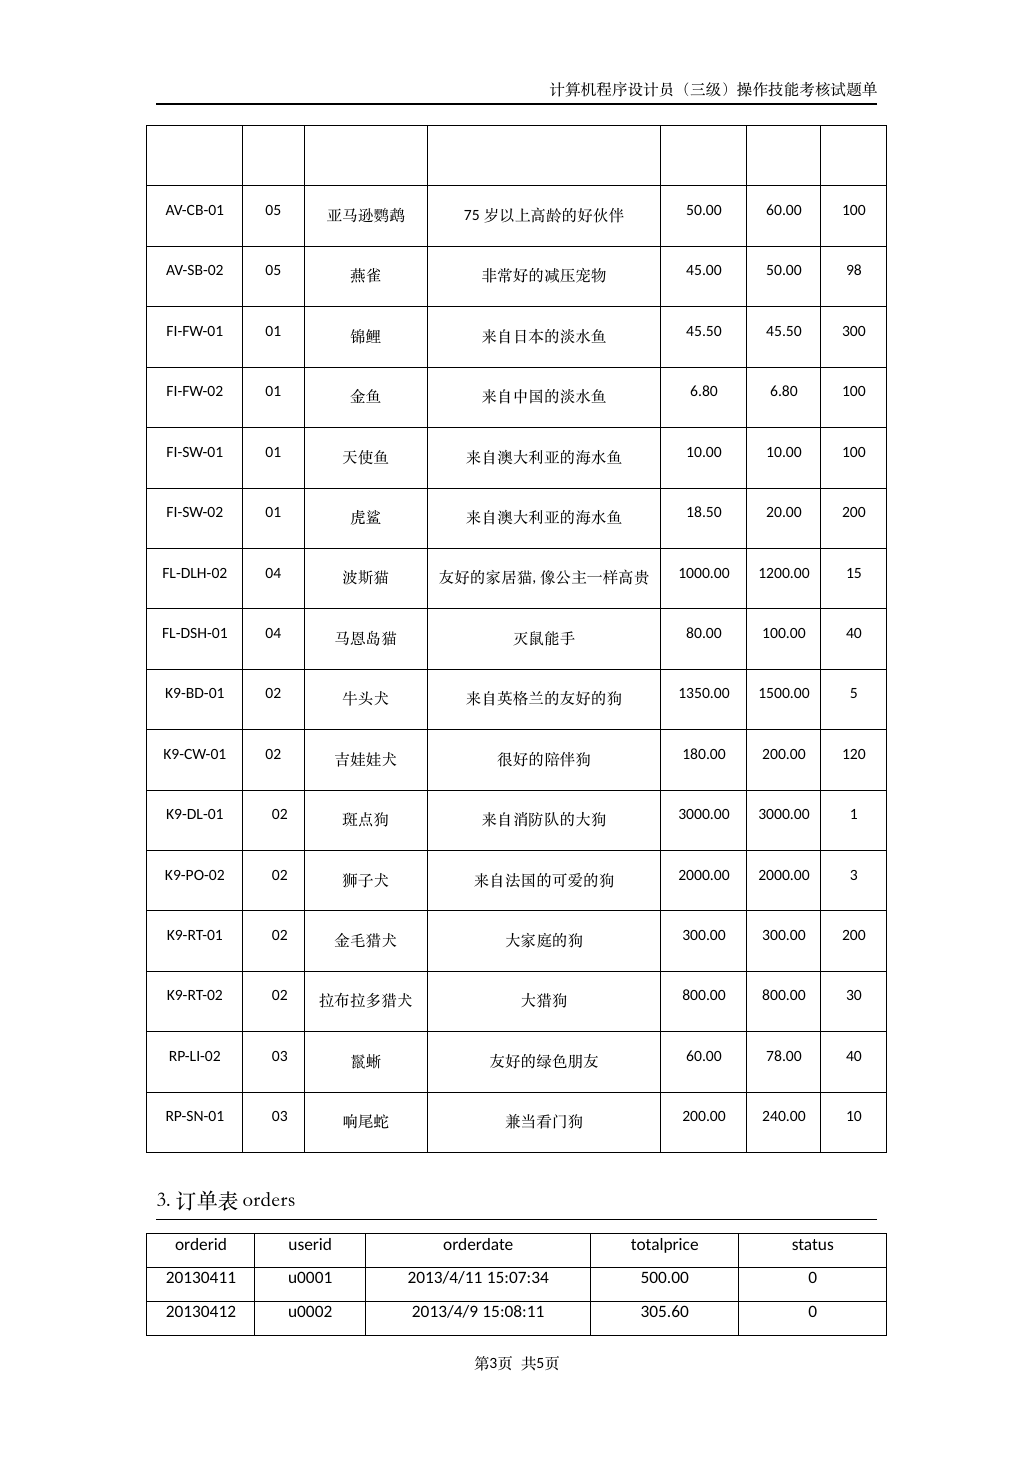 计算机程序设计员（三级）操作技能考核试题单
AV-CB-01 05 亚马逊鹦鹉 75 岁以上高龄的好伙伴 50.00 60.00 100
AV-SB-02 05 燕雀 非常好的减压宠物 45.00 50.00 98
FI-FW-01 01 锦鲤 来自日本的淡水鱼 45.50 45.50 300
FI-FW-02 01 金鱼 来自中国的淡水鱼 6.80 6.80 100
FI-SW-01 01 天使鱼 来自澳大利亚的海水鱼 10.00 10.00 100
FI-SW-02 01 虎鲨 来自澳大利亚的海水鱼 18.50 20.00 200
FL-DLH-02 04 波斯猫 友好的家居猫, 像公主一样高贵 1000.00 1200.00 15
FL-DSH-01 04 马恩岛猫 灭鼠能手 80.00 100.00 40
K9-BD-01 02 牛头犬 来自英格兰的友好的狗 1350.00 1500.00 5
K9-CW-01 02 吉娃娃犬 很好的陪伴狗 180.00 200.00 120
K9-DL-01 02 斑点狗 来自消防队的大狗 3000.00 3000.00 1
K9-PO-02 02 狮子犬 来自法国的可爱的狗 2000.00 2000.00 3
K9-RT-01 02 金毛猎犬 大家庭的狗 300.00 300.00 200
K9-RT-02 02 拉布拉多猎犬 大猎狗 800.00 800.00 30
RP-LI-02 03 鬣蜥 友好的绿色朋友 60.00 78.00 40
RP-SN-01 03 响尾蛇 兼当看门狗 200.00 240.00 10
3. 订单表 orders
orderid userid orderdate totalprice status
20130411 u0001 2013/4/11 15:07:34 500.00 0
20130412 u0002 2013/4/9 15:08:11 305.60 0
第3页 共5页